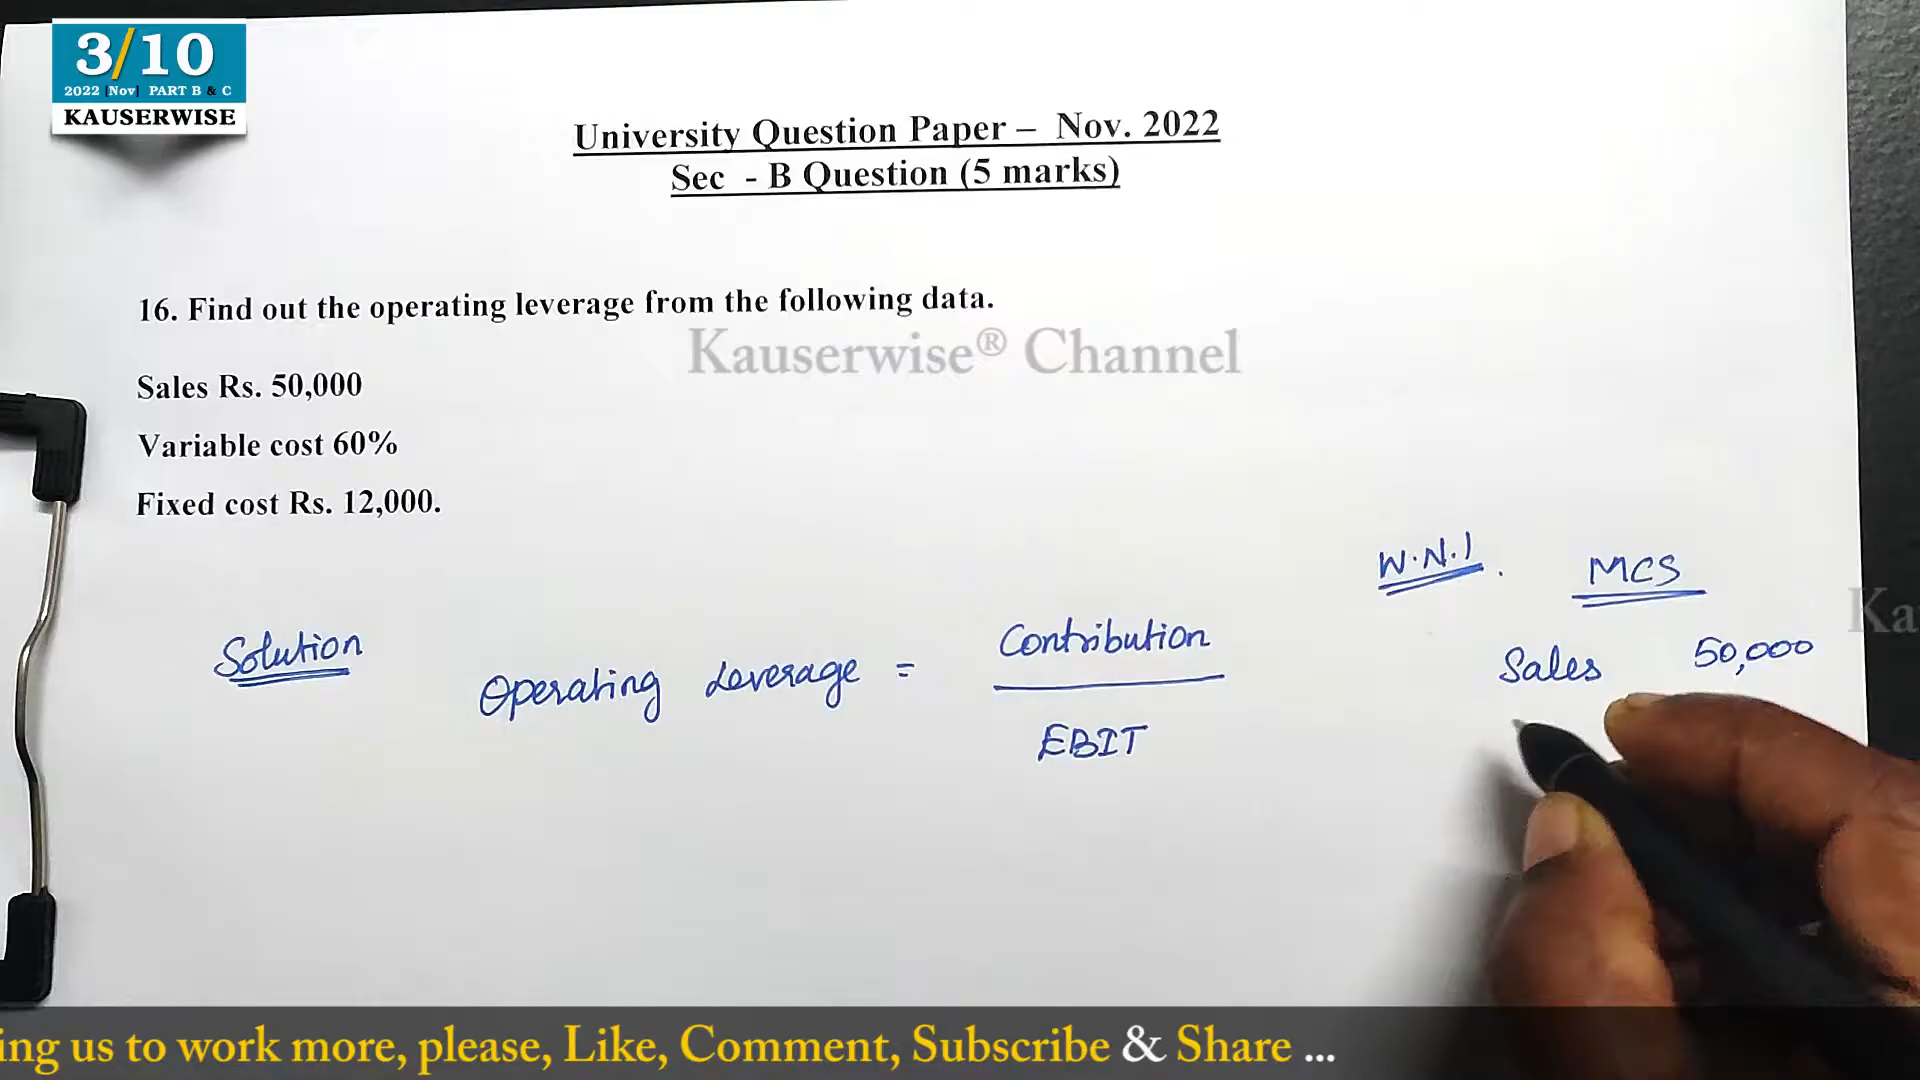 3/10
2022 [Nov] PART B & C
KAUSERWISE
University Question Paper – Nov. 2022
Sec - B Question (5 marks)
16. Find out the operating leverage from the following data.
Kauserwise® Channel
Sales Rs. 50,000
Variable cost 60%
Fixed cost Rs. 12,000.
W.N.1. MCS
Ka
Solution Operating Leverage = Contribution
EBIT
Sales 50,000
ing us to work more, please, Like, Comment, Subscribe & Share ...